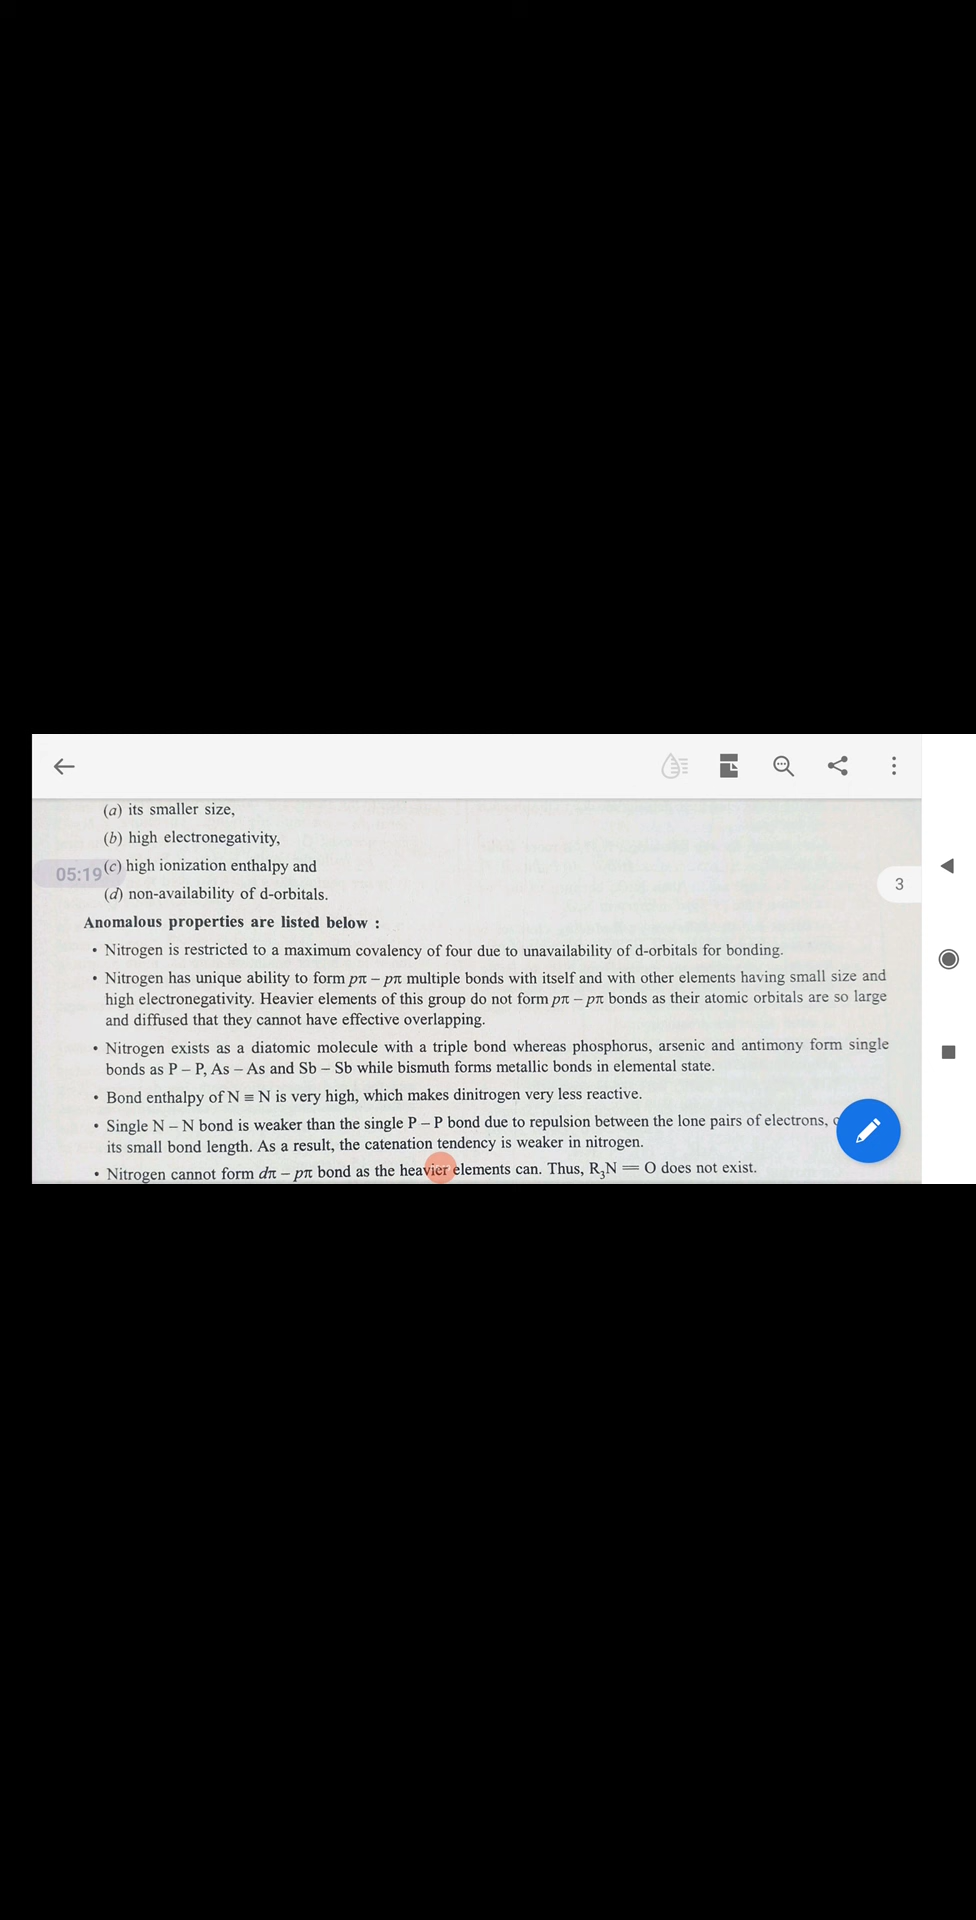 (a) its smaller size,
(b) high electronegativity,
05:19
(c) high ionization enthalpy and
3
(d) non-availability of d-orbitals.
Anomalous properties are listed below :
• Nitrogen is restricted to a maximum covalency of four due to unavailability of d-orbitals for bonding.
• Nitrogen has unique ability to form pπ – pπ multiple bonds with itself and with other elements having small size and
high electronegativity. Heavier elements of this group do not form pπ – pπ bonds as their atomic orbitals are so large
and diffused that they cannot have effective overlapping.
• Nitrogen exists as a diatomic molecule with a triple bond whereas phosphorus, arsenic and antimony form single
bonds as P – P, As – As and Sb – Sb while bismuth forms metallic bonds in elemental state.
• Bond enthalpy of N ≡ N is very high, which makes dinitrogen very less reactive.
• Single N – N bond is weaker than the single P – P bond due to repulsion between the lone pairs of electrons,
its small bond length. As a result, the catenation tendency is weaker in nitrogen.
• Nitrogen cannot form dπ – pπ bond as the heavier elements can. Thus, R₃N = O does not exist.